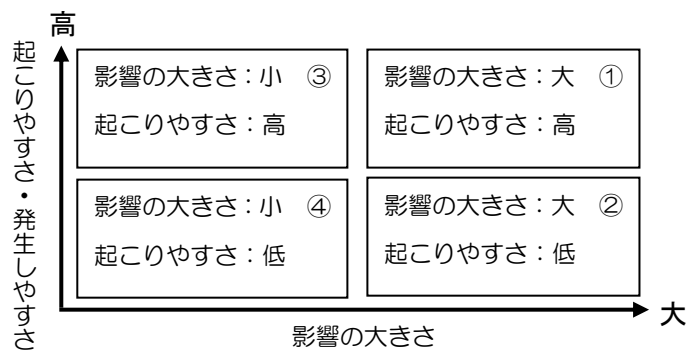 高
起こりやすさ・発生しやすさ
影響の大きさ：小　③
起こりやすさ：高
影響の大きさ：大　①
起こりやすさ：高
影響の大きさ：小　④
起こりやすさ：低
影響の大きさ：大　②
起こりやすさ：低
大
影響の大きさ